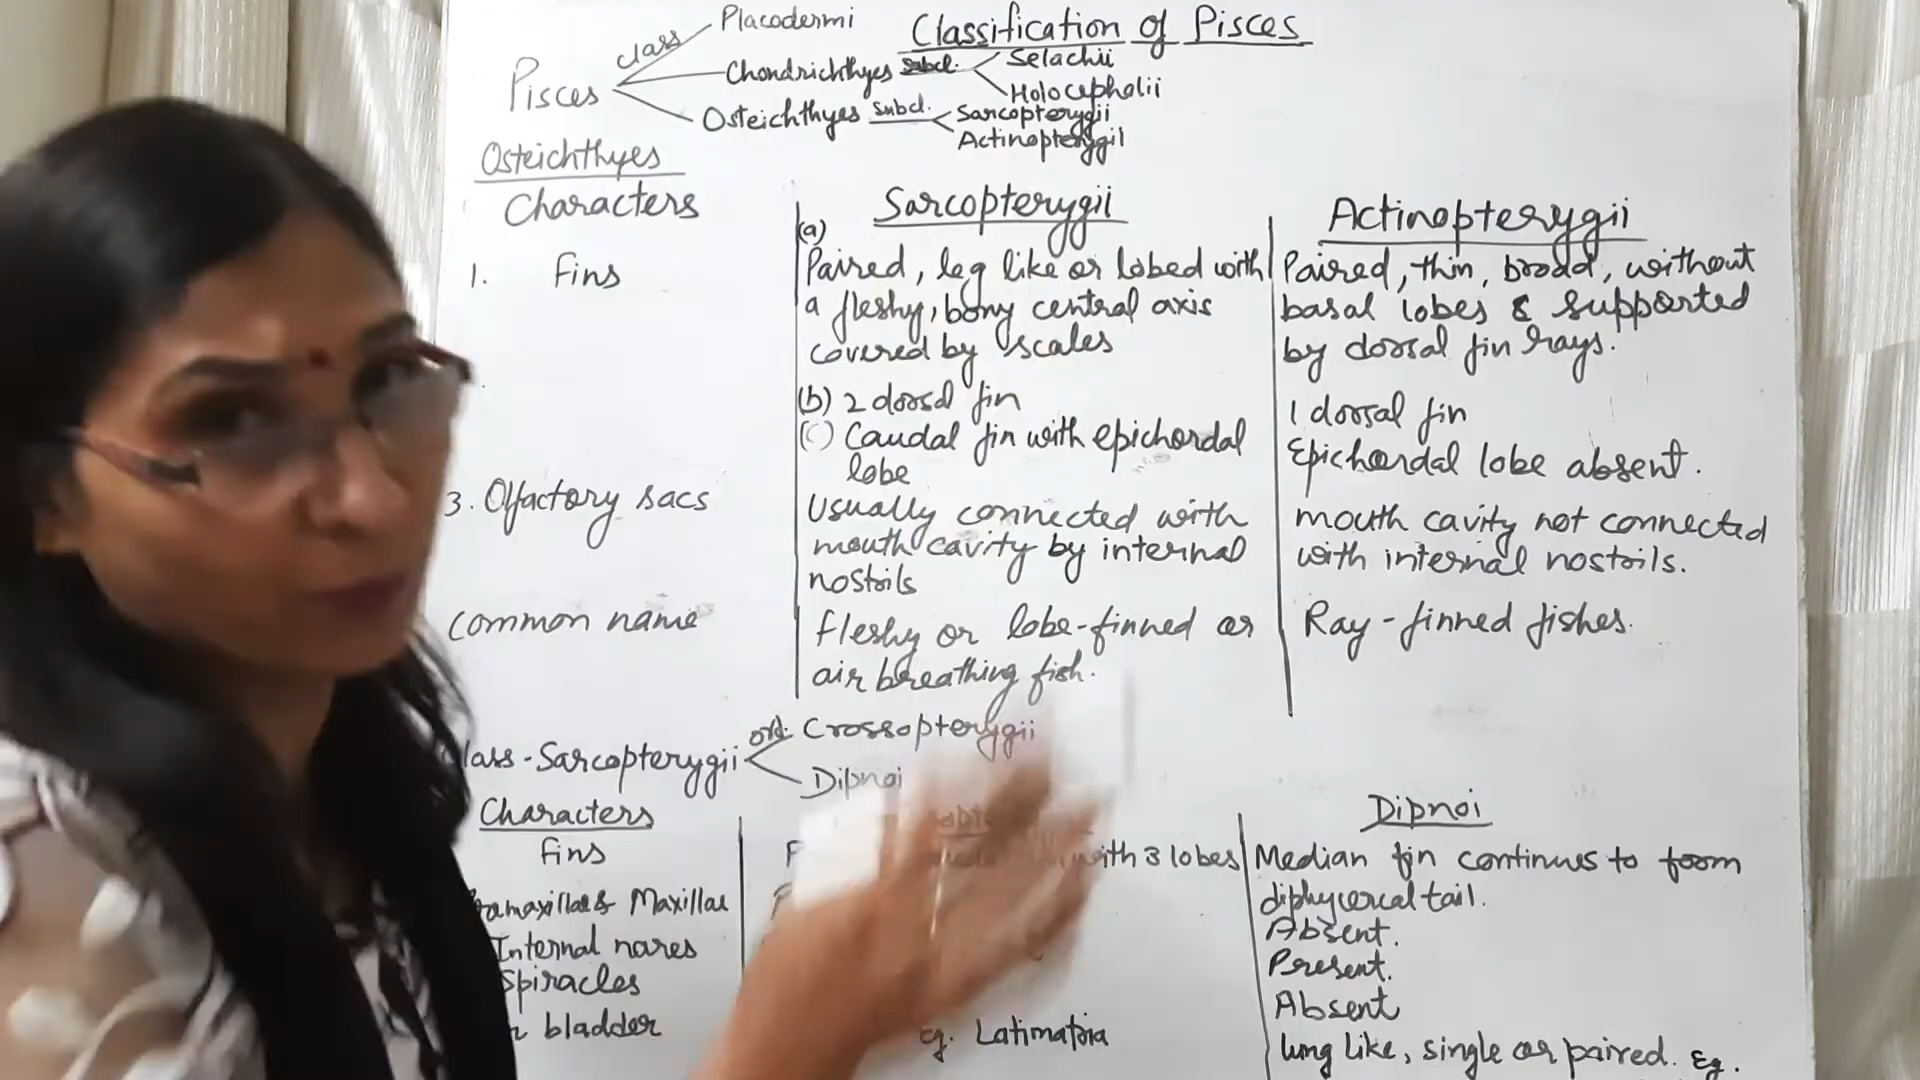 Classification of Pisces
Pisces class Placodermi
Chondrichthyes Subcl. Selachii
Holocephalii
Osteichthyes Subcl. Sarcopterygii
Actinopterygii
Osteichthyes
Characters
Sarcopterygii
Actinopterygii
1. Fins
(a)
Paired, leg like or lobed with
a fleshy, bony central axis
covered by scales
Paired, thin, broad, without
basal lobes & supported
by dorsal fin rays.
(b) 2 dorsal fin
1 dorsal fin
(c) Caudal fin with epichordal
lobe
Epichordal lobe absent.
3. Olfactory sacs
Usually connected with
mouth cavity by internal
nostrils
mouth cavity not connected
with internal nostrils.
Common name
fleshy or lobe-finned or
air breathing fish.
Ray-finned fishes.
lass-Sarcopterygii ord: Crossopterygii
Dipnoi
Characters
Dipnoi
fins
with 3 lobes
Median fin continues to form
diphycercal tail.
Maxillae
Absent.
Internal nares
Present.
Spiracles
Absent
bladder
eg. Latimaria
lung like, single or paired. Eg.